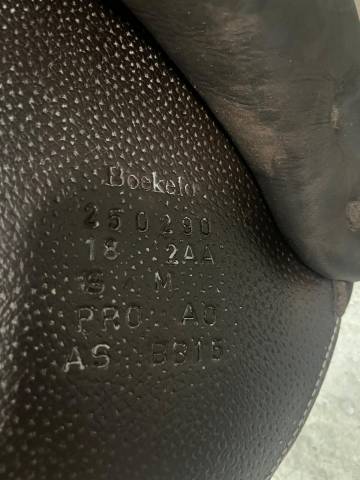 Boekelo
250290
18 2AA
S M
PRO AO
AS B315